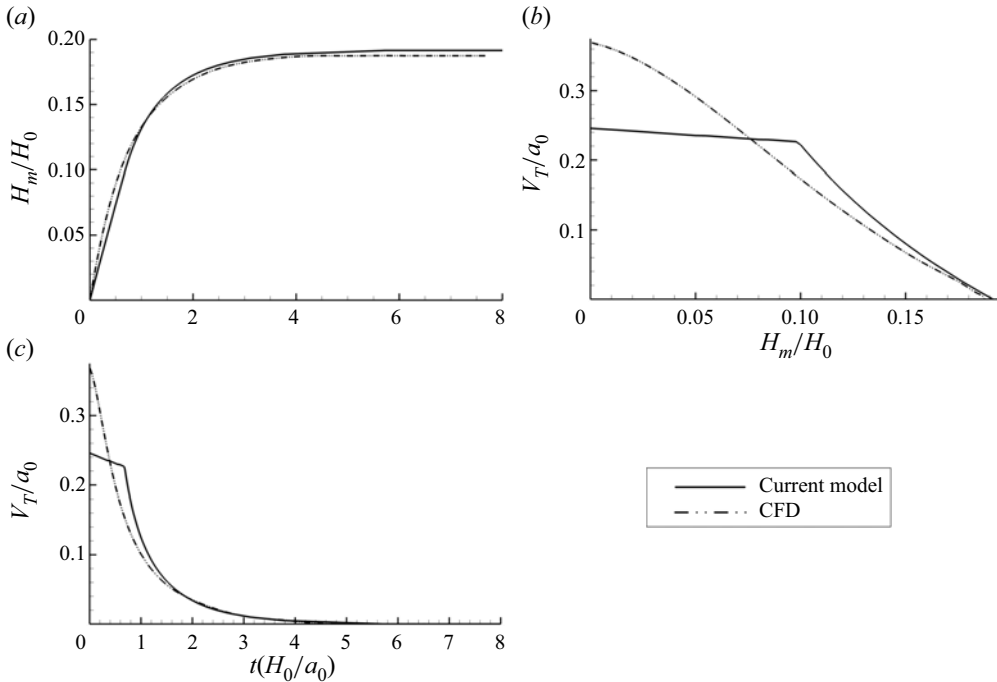 (a)
0.20
0.15
0.10
0.05
H_m/H_0
0 2 4 6 8
(b)
0.3
0.2
0.1
V_T/a_0
0 0.05 0.10 0.15
H_m/H_0
(c)
0.3
0.2
0.1
V_T/a_0
0 1 2 3 4 5 6 7 8
t(H_0/a_0)
Current model
CFD